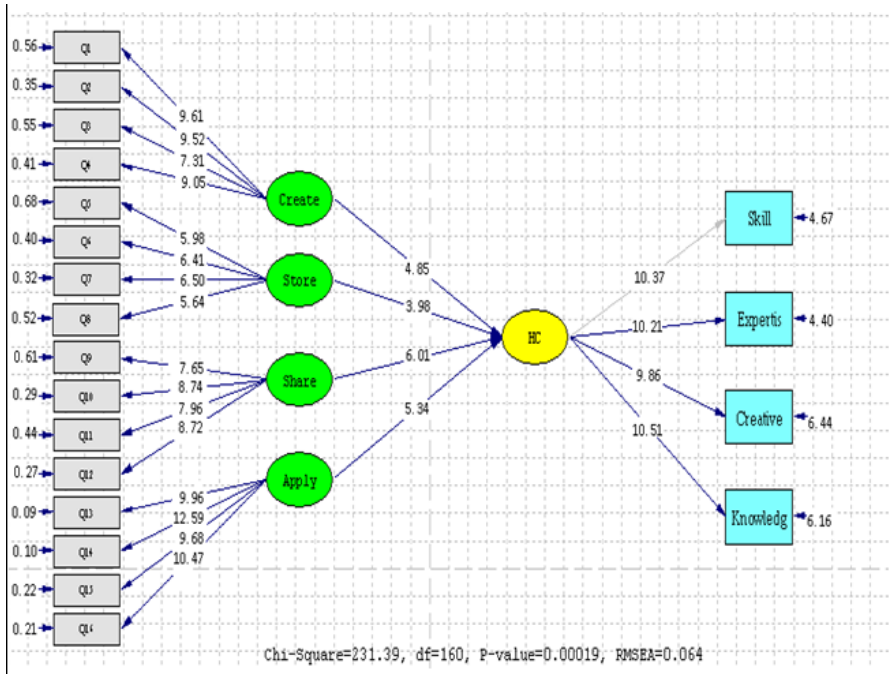 0.56 Q1
0.35 Q2
0.55 Q3
0.41 Q4
0.68 Q5
0.40 Q6
0.32 Q7
0.52 Q8
0.61 Q9
0.29 Q10
0.44 Q11
0.27 Q12
0.09 Q13
0.10 Q14
0.22 Q15
0.21 Q16
9.61
9.52
7.31
9.05
5.98
6.41
6.50
5.64
7.65
8.74
7.96
8.72
9.96
12.59
9.68
10.47
Create
Store
Share
Apply
4.85
3.98
6.01
5.34
HC
10.37
10.21
9.86
10.51
Skill 4.67
Expertis 4.40
Creative 6.44
Knowledg 6.16
Chi-Square=231.39, df=160, P-value=0.00019, RMSEA=0.064